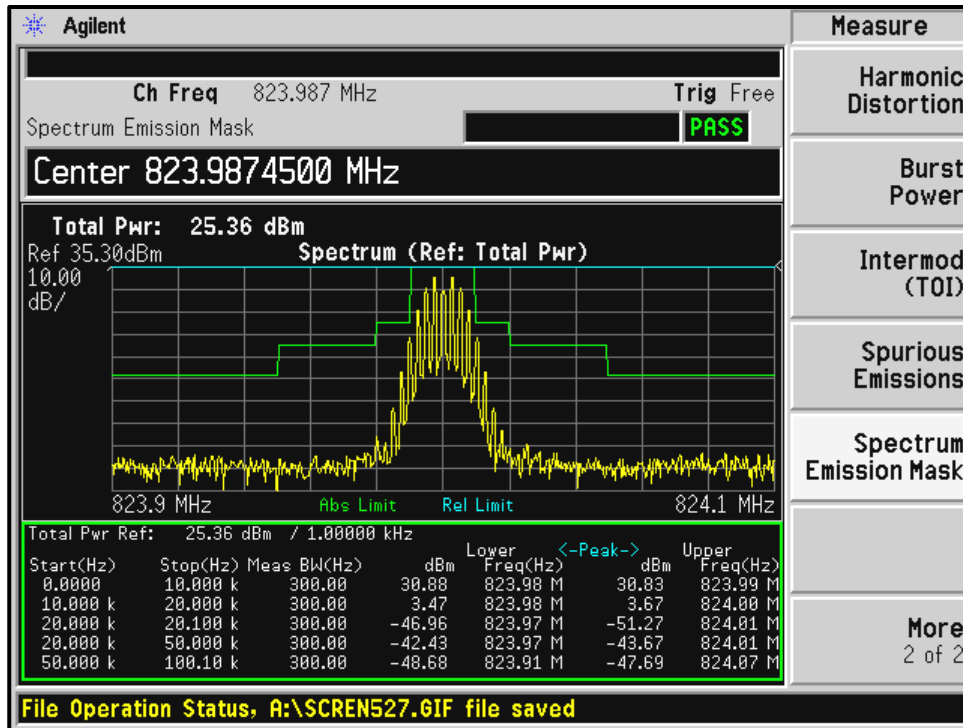 Agilent
Measure
Ch Freq 823.987 MHz Trig Free
Spectrum Emission Mask PASS
Center 823.9874500 MHz
Total Pwr: 25.36 dBm
Ref 35.30dBm Spectrum (Ref: Total Pwr)
10.00
dB/
823.9 MHz Abs Limit Rel Limit 824.1 MHz
Total Pwr Ref: 25.36 dBm / 1.00000 kHz
Lower <-Peak-> Upper
Start(Hz) Stop(Hz) Meas BW(Hz) dBm Freq(Hz) dBm Freq(Hz)
0.0000 10.000 k 300.00 30.88 823.98 M 30.83 823.99 M
10.000 k 20.000 k 300.00 3.47 823.98 M 3.67 824.00 M
20.000 k 20.100 k 300.00 -46.96 823.97 M -51.27 824.01 M
20.000 k 50.000 k 300.00 -42.43 823.97 M -43.67 824.01 M
50.000 k 100.10 k 300.00 -48.68 823.91 M -47.69 824.07 M
File Operation Status, A:\SCREN527.GIF file saved
Harmonic
Distortion
Burst
Power
Intermod
(TOI)
Spurious
Emissions
Spectrum
Emission Mask
More
2 of 2